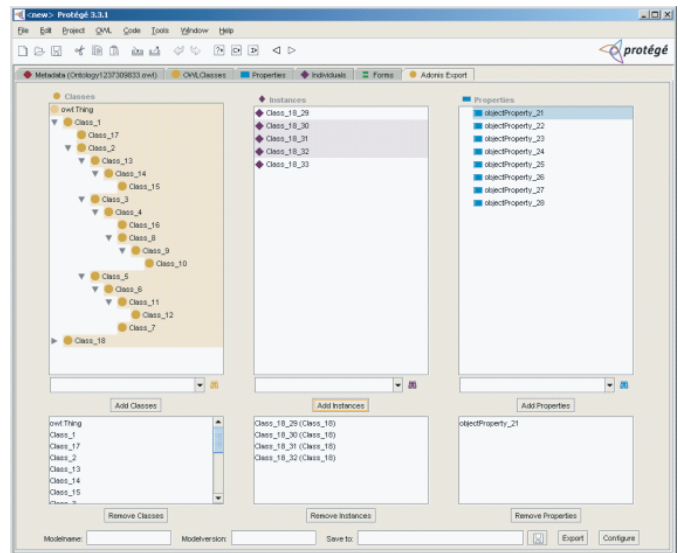 <new> Protégé 3.3.1
File Edit Project OWL Code Tools Window Help
protégé
Metadata (Ontology1237309833.owl) OWLClasses Properties Individuals Forms Adonis Export
Classes
owl:Thing
Class_1
Class_17
Class_2
Class_13
Class_14
Class_15
Class_3
Class_4
Class_16
Class_8
Class_9
Class_10
Class_5
Class_6
Class_11
Class_12
Class_7
Class_18
Instances
Class_18_29
Class_18_30
Class_18_31
Class_18_32
Class_18_33
Properties
objectProperty_21
objectProperty_22
objectProperty_23
objectProperty_24
objectProperty_25
objectProperty_26
objectProperty_27
objectProperty_28
Add Classes Add Instances Add Properties
owl:Thing
Class_1
Class_17
Class_2
Class_13
Class_14
Class_15
Class_18_29 (Class_18)
Class_18_30 (Class_18)
Class_18_31 (Class_18)
Class_18_32 (Class_18)
objectProperty_21
Remove Classes Remove Instances Remove Properties
Modelname: Modelversion: Save to: Export Configure